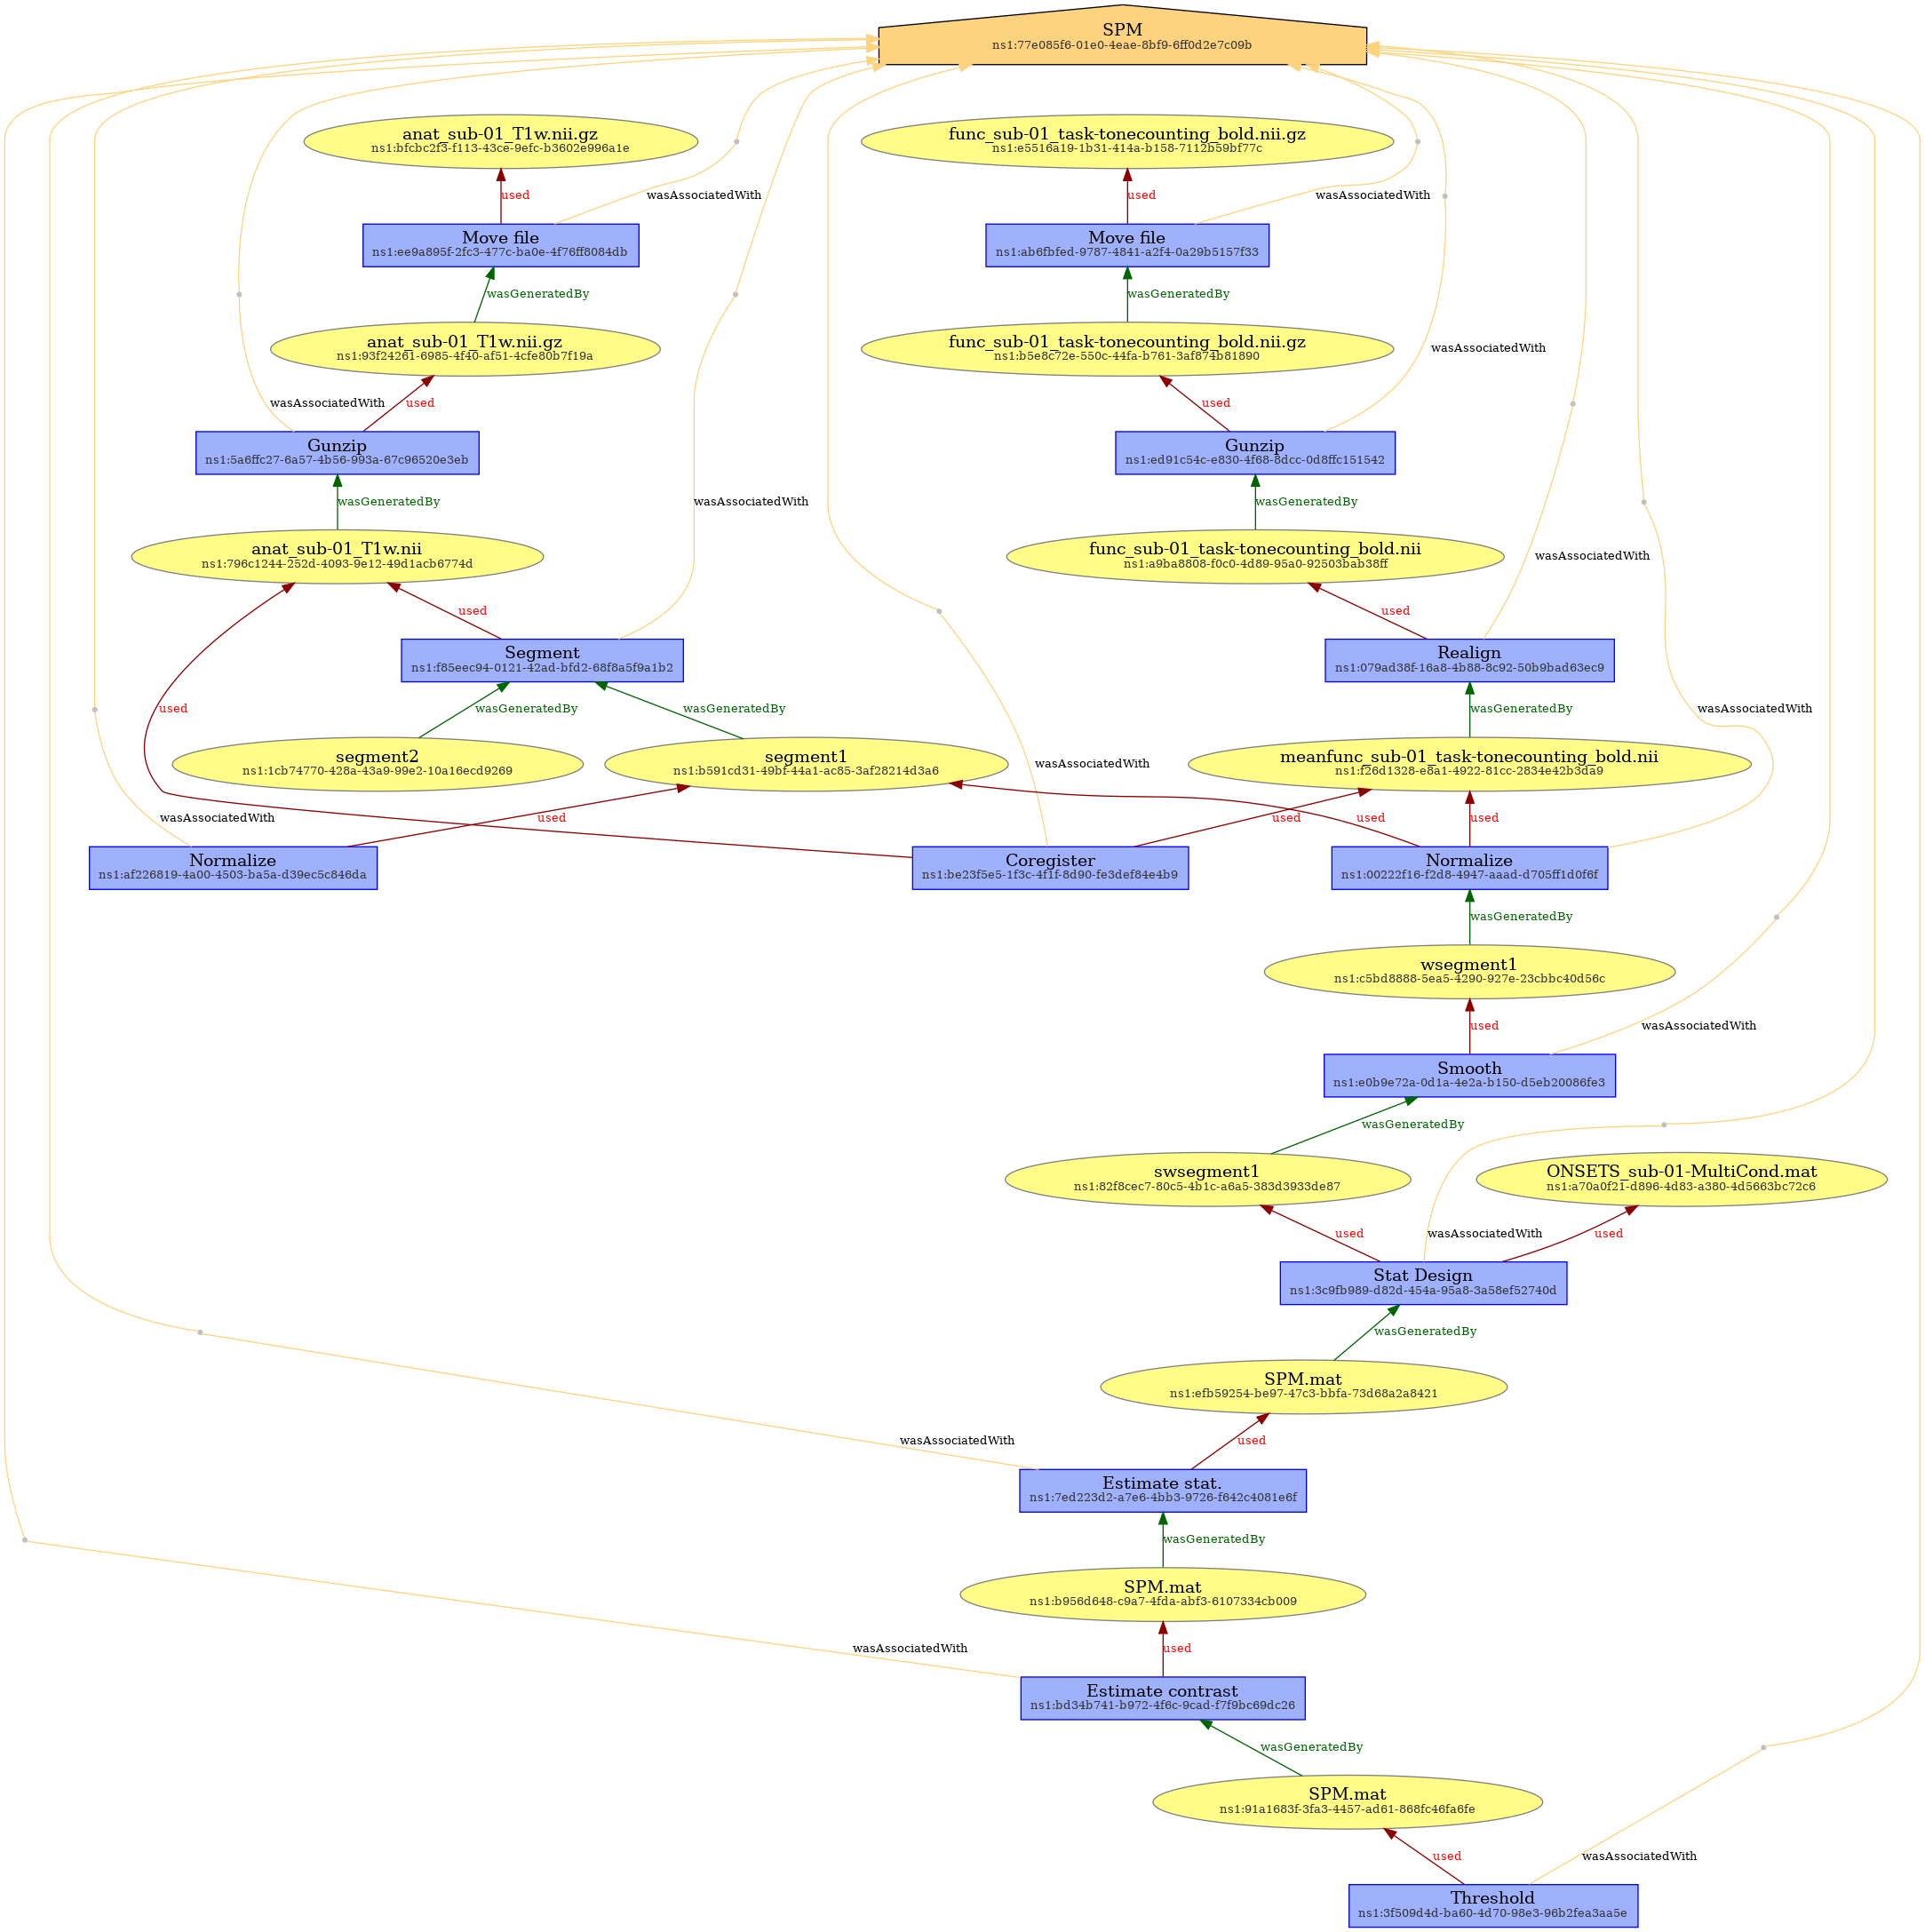 SPM
ns1:77e085f6-01e0-4eae-8bf9-6ff0d2e7c09b
anat_sub-01_T1w.nii.gz
ns1:bfcbc2f3-f113-43ce-9efc-b3602e996a1e
func_sub-01_task-tonecounting_bold.nii.gz
ns1:e5516a19-1b31-414a-b158-7112b59bf77c
used
wasAssociatedWith
used
wasAssociatedWith
Move file
ns1:ee9a895f-2fc3-477c-ba0e-4f76ff8084db
Move file
ns1:ab6fbfed-9787-4841-a2f4-0a29b5157f33
wasGeneratedBy
wasGeneratedBy
anat_sub-01_T1w.nii.gz
ns1:93f24261-6985-4f40-af51-4cfe80b7f19a
func_sub-01_task-tonecounting_bold.nii.gz
ns1:b5e8c72e-550c-44fa-b761-3af874b81890
wasAssociatedWith
wasAssociatedWith
used
used
Gunzip
ns1:5a6ffc27-6a57-4b56-993a-67c96520e3eb
Gunzip
ns1:ed91c54c-e830-4f68-8dcc-0d8ffc151542
wasGeneratedBy
wasAssociatedWith
wasGeneratedBy
anat_sub-01_T1w.nii
ns1:796c1244-252d-4093-9e12-49d1acb6774d
func_sub-01_task-tonecounting_bold.nii
ns1:a9ba8808-f0c0-4d89-95a0-92503bab38ff
wasAssociatedWith
used
used
Segment
ns1:f85eec94-0121-42ad-bfd2-68f8a5f9a1b2
Realign
ns1:079ad38f-16a8-4b88-8c92-50b9bad63ec9
used
wasGeneratedBy
wasGeneratedBy
wasGeneratedBy
wasAssociatedWith
segment2
ns1:1cb74770-428a-43a9-99e2-10a16ecd9269
segment1
ns1:b591cd31-49bf-44a1-ac85-3af28214d3a6
wasAssociatedWith
meanfunc_sub-01_task-tonecounting_bold.nii
ns1:f26d1328-e8a1-4922-81cc-2834e42b3da9
wasAssociatedWith
used
used
used
used
Normalize
ns1:af226819-4a00-4503-ba5a-d39ec5c846da
Coregister
ns1:be23f5e5-1f3c-4f1f-8d90-fe3def84e4b9
Normalize
ns1:00222f16-f2d8-4947-aaad-d705ff1d0f6f
wasGeneratedBy
wsegment1
ns1:c5bd8888-5ea5-4290-927e-23cbbc40d56c
used
wasAssociatedWith
Smooth
ns1:e0b9e72a-0d1a-4e2a-b150-d5eb20086fe3
wasGeneratedBy
swsegment1
ns1:82f8cec7-80c5-4b1c-a6a5-383d3933de87
ONSETS_sub-01-MultiCond.mat
ns1:a70a0f21-d896-4d83-a380-4d5663bc72c6
used
wasAssociatedWith
used
Stat Design
ns1:3c9fb989-d82d-454a-95a8-3a58ef52740d
wasGeneratedBy
SPM.mat
ns1:efb59254-be97-47c3-bbfa-73d68a2a8421
wasAssociatedWith
used
Estimate stat.
ns1:7ed223d2-a7e6-4bb3-9726-f642c4081e6f
wasGeneratedBy
SPM.mat
ns1:b956d648-c9a7-4fda-abf3-6107334cb009
wasAssociatedWith
used
Estimate contrast
ns1:bd34b741-b972-4f6c-9cad-f7f9bc69dc26
wasGeneratedBy
SPM.mat
ns1:91a1683f-3fa3-4457-ad61-868fc46fa6fe
used
wasAssociatedWith
Threshold
ns1:3f509d4d-ba60-4d70-98e3-96b2fea3aa5e